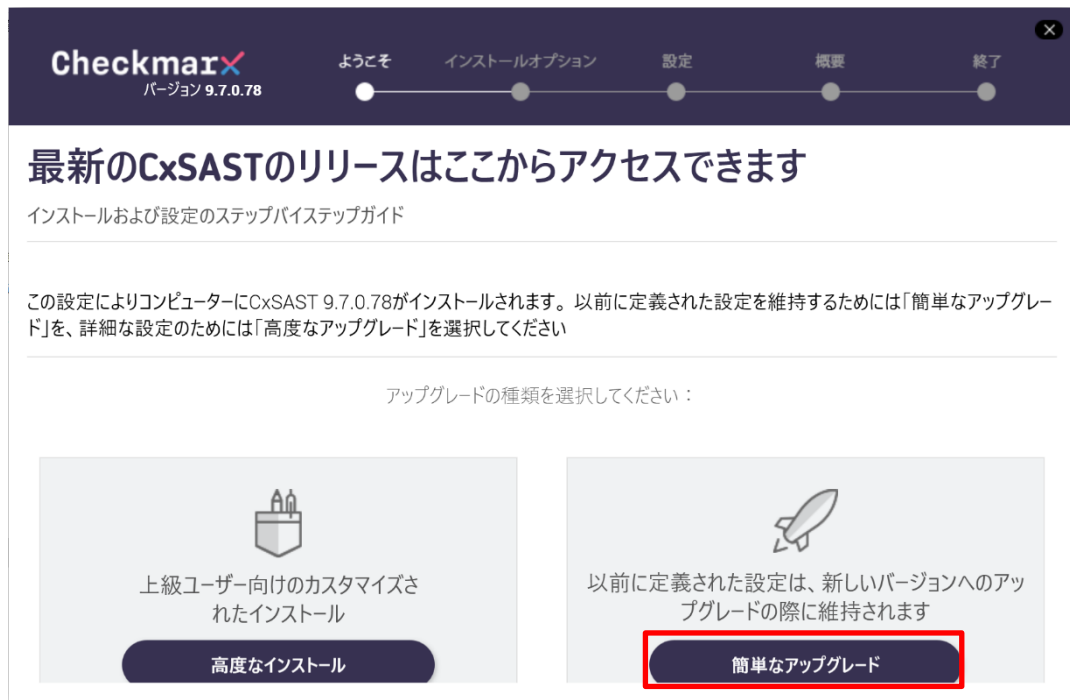 Checkmarx
バージョン 9.7.0.78
ようこそ
インストールオプション
設定
概要
終了
最新のCxSASTのリリースはここからアクセスできます
インストールおよび設定のステップバイステップガイド
この設定によりコンピューターにCxSAST 9.7.0.78がインストールされます。以前に定義された設定を維持するためには「簡単なアップグレー
ド」を、詳細な設定のためには「高度なアップグレード」を選択してください
アップグレードの種類を選択してください：
上級ユーザー向けのカスタマイズさ
れたインストール
高度なインストール
以前に定義された設定は、新しいバージョンへのアッ
プグレードの際に維持されます
簡単なアップグレード